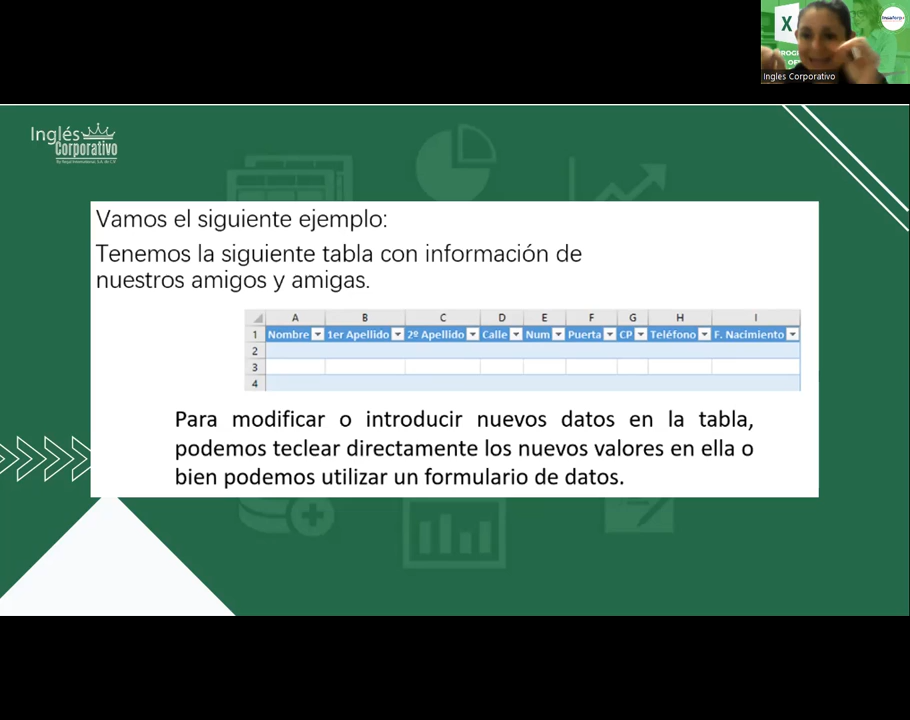 X
Ingles Corporativo
Inglés
Corporativo
Vamos el siguiente ejemplo:
Tenemos la siguiente tabla con información de
nuestros amigos y amigas.
A B C D E F G H I
1 Nombre 1er Apellido 2º Apellido Calle Num Puerta CP Teléfono F. Nacimiento
2
3
4
Para modificar o introducir nuevos datos en la tabla,
podemos teclear directamente los nuevos valores en ella o
bien podemos utilizar un formulario de datos.